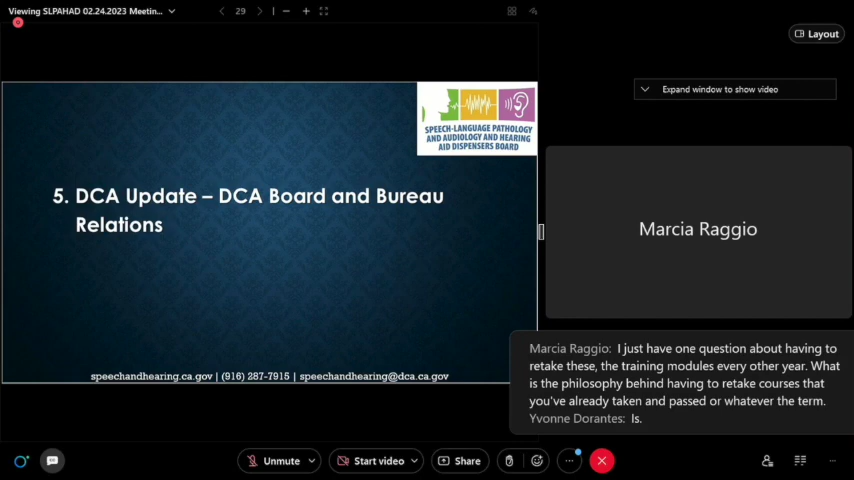 Viewing SLPAHAD 02.24.2023 Meetin...
29
Layout
Expand window to show video
SPEECH-LANGUAGE PATHOLOGY
AND AUDIOLOGY AND HEARING
AID DISPENSERS BOARD
5. DCA Update – DCA Board and Bureau
Relations
speechandhearing.ca.gov | (916) 287-7915 | speechandhearing@dca.ca.gov
Marcia Raggio
Marcia Raggio: I just have one question about having to
retake these, the training modules every other year. What
is the philosophy behind having to retake courses that
you've already taken and passed or whatever the term.
Yvonne Dorantes: Is.
Unmute
Start video
Share